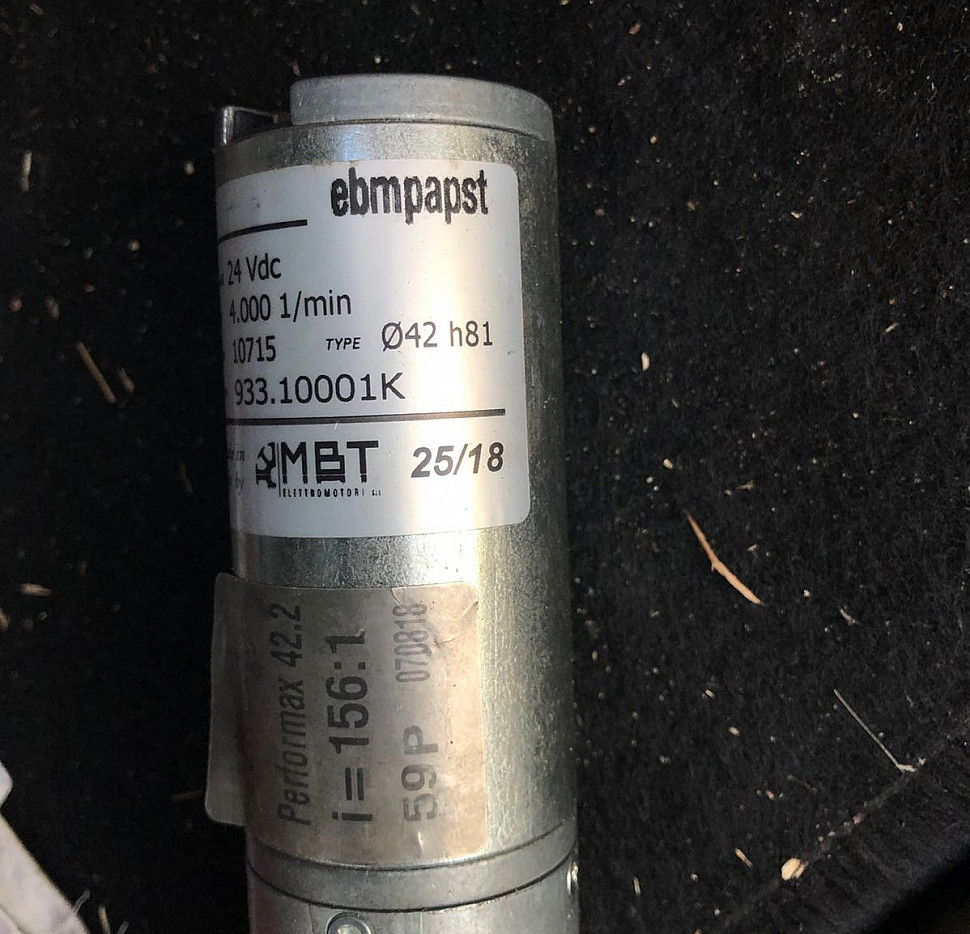 ebmpapst
24 Vdc
4.000 1/min
10715 TYPE Ø42 h81
933.10001K
by MBT 25/18
ELETTROMOTORI
Performax 42.2
i = 156:1
59P 070818